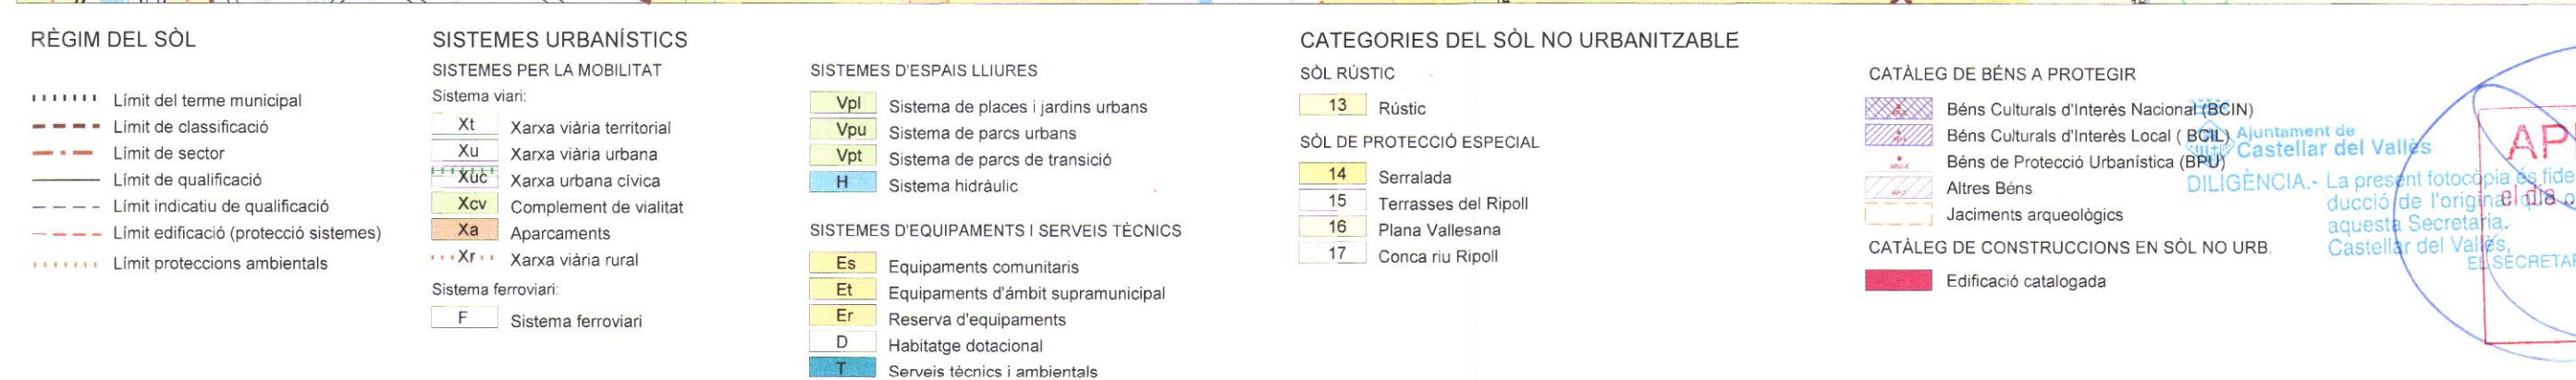 RÈGIM DEL SÒL
Límit del terme municipal
Límit de classificació
Límit de sector
Límit de qualificació
Límit indicatiu de qualificació
Límit edificació (protecció sistemes)
Límit proteccions ambientals
SISTEMES URBANÍSTICS
SISTEMES PER LA MOBILITAT
Sistema viari:
Xt Xarxa viària territorial
Xu Xarxa viària urbana
Xuc Xarxa urbana cívica
Xcv Complement de vialitat
Xa Aparcaments
Xr Xarxa viària rural
Sistema ferroviari:
F Sistema ferroviari
SISTEMES D'ESPAIS LLIURES
Vpl Sistema de places i jardins urbans
Vpu Sistema de parcs urbans
Vpt Sistema de parcs de transició
H Sistema hidràulic
SISTEMES D'EQUIPAMENTS I SERVEIS TÈCNICS
Es Equipaments comunitaris
Et Equipaments d'ámbit supramunicipal
Er Reserva d'equipaments
D Habitatge dotacional
T Serveis tècnics i ambientals
CATEGORIES DEL SÒL NO URBANITZABLE
SÒL RÚSTIC
13 Rústic
SÒL DE PROTECCIÓ ESPECIAL
14 Serralada
15 Terrasses del Ripoll
16 Plana Vallesana
17 Conca riu Ripoll
CATÀLEG DE BÉNS A PROTEGIR
Béns Culturals d'Interès Nacional (BCIN)
Béns Culturals d'Interès Local ( BCIL)
Béns de Protecció Urbanística (BPU)
Altres Béns
Jaciments arqueològics
CATÀLEG DE CONSTRUCCIONS EN SÒL NO URB.
Edificació catalogada
Ajuntament de
Castellar del Vallès
DILIGÈNCIA.- La present fotocòpia és fide
ducció de l'original que o
aquesta Secretaria.
Castellar del Vallès,
EL SECRETAR
AP
el dia